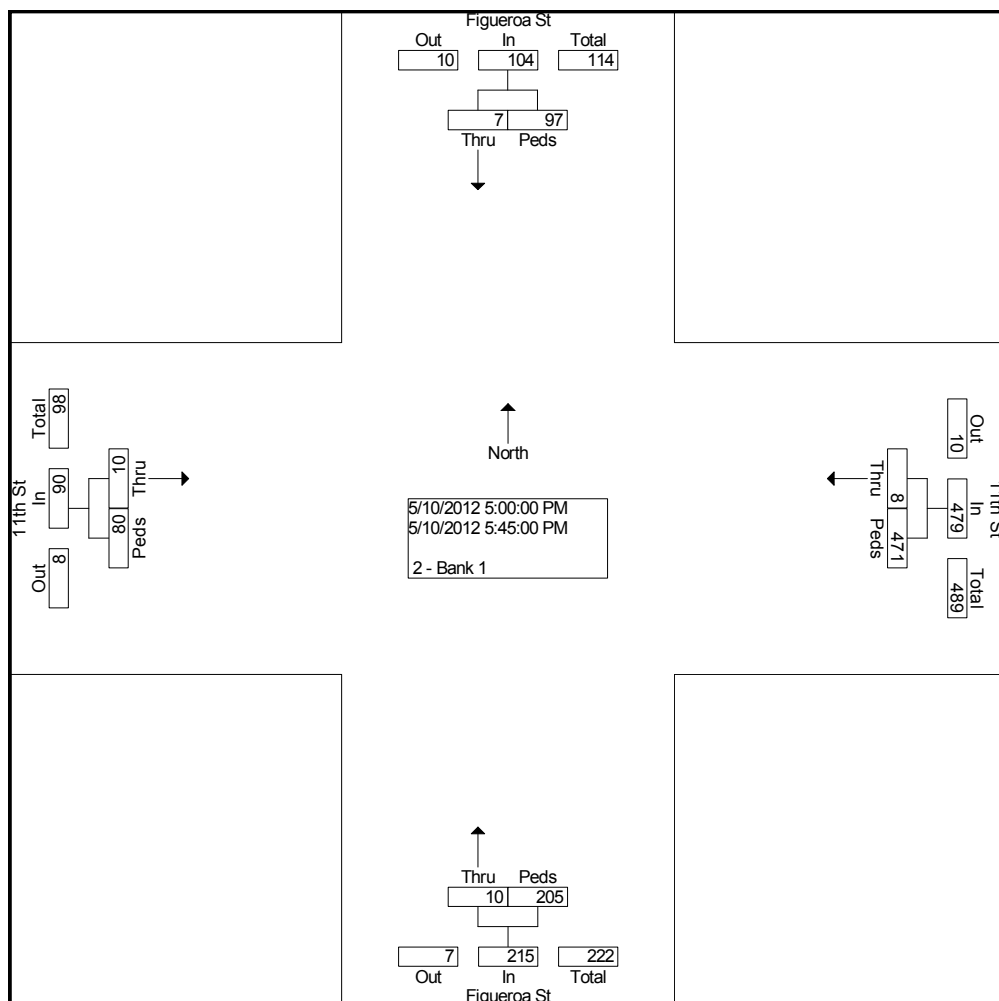 Figueroa St
Out In Total
10 104 114
7 97
Thru Peds
Total In Out
98 90 8
11th St
10 80
Thru Peds
North
5/10/2012 5:00:00 PM
5/10/2012 5:45:00 PM
2 - Bank 1
Thru Peds
8 471
Out In Total
10 479 489
11th St
Thru Peds
10 205
7 215 222
Out In Total
Figueroa St